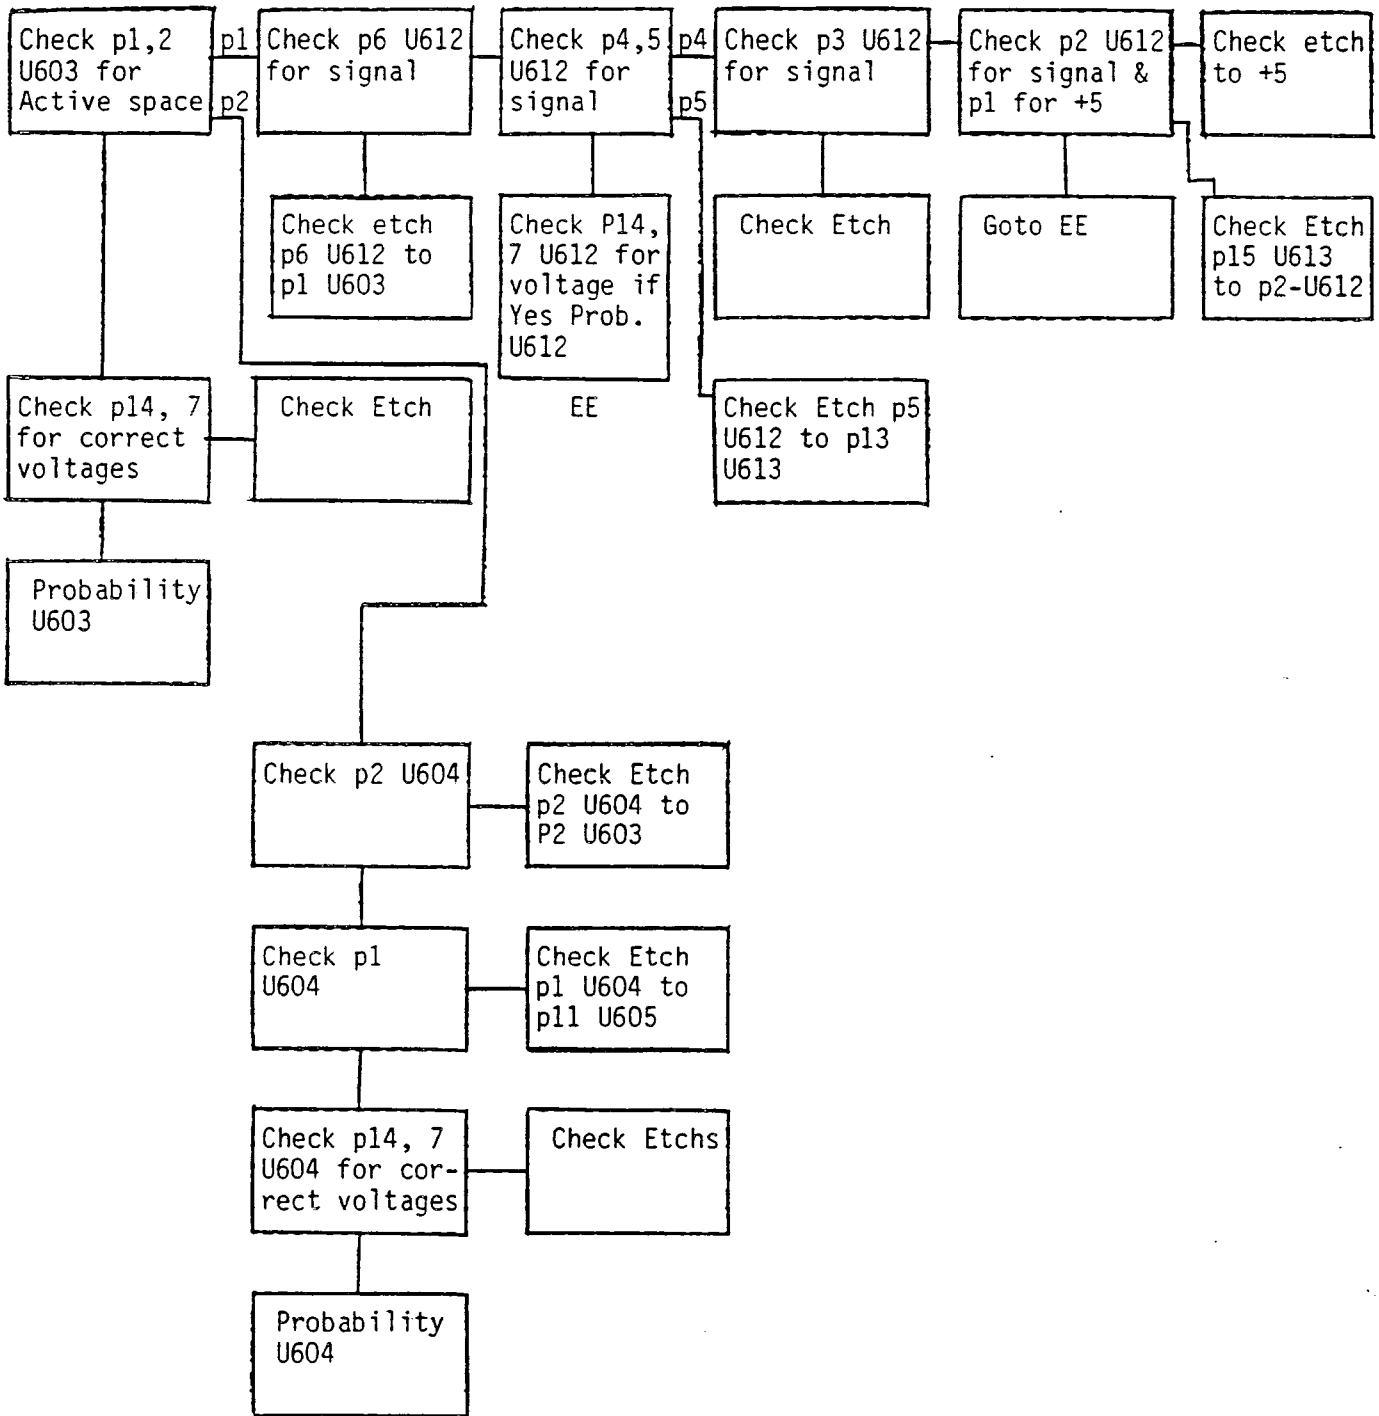 Check p1,2
U603 for
Active space
p1
p2
Check p6 U612
for signal
Check p4,5
U612 for
signal
p4
p5
Check p3 U612
for signal
Check p2 U612
for signal &
p1 for +5
Check etch
to +5
Check etch
p6 U612 to
p1 U603
Check P14,
7 U612 for
voltage if
Yes Prob.
U612
EE
Check Etch
Goto EE
Check Etch
p15 U613
to p2-U612
Check p14, 7
for correct
voltages
Check Etch
Check Etch p5
U612 to p13
U613
Probability
U603
Check p2 U604
Check Etch
p2 U604 to
P2 U603
Check p1
U604
Check Etch
p1 U604 to
p11 U605
Check p14, 7
U604 for cor-
rect voltages
Check Etchs
Probability
U604